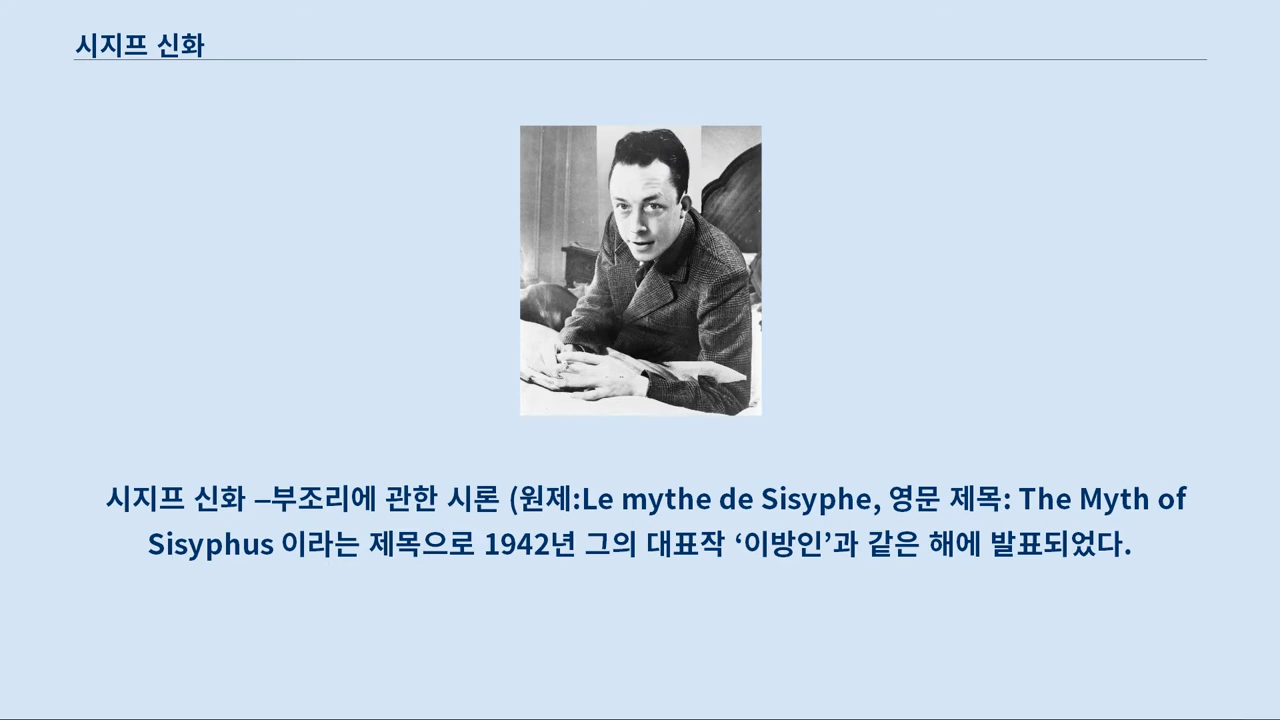 시지프 신화
시지프 신화 –부조리에 관한 시론 (원제:Le mythe de Sisyphe, 영문 제목: The Myth of
Sisyphus 이라는 제목으로 1942년 그의 대표작 ‘이방인’과 같은 해에 발표되었다.